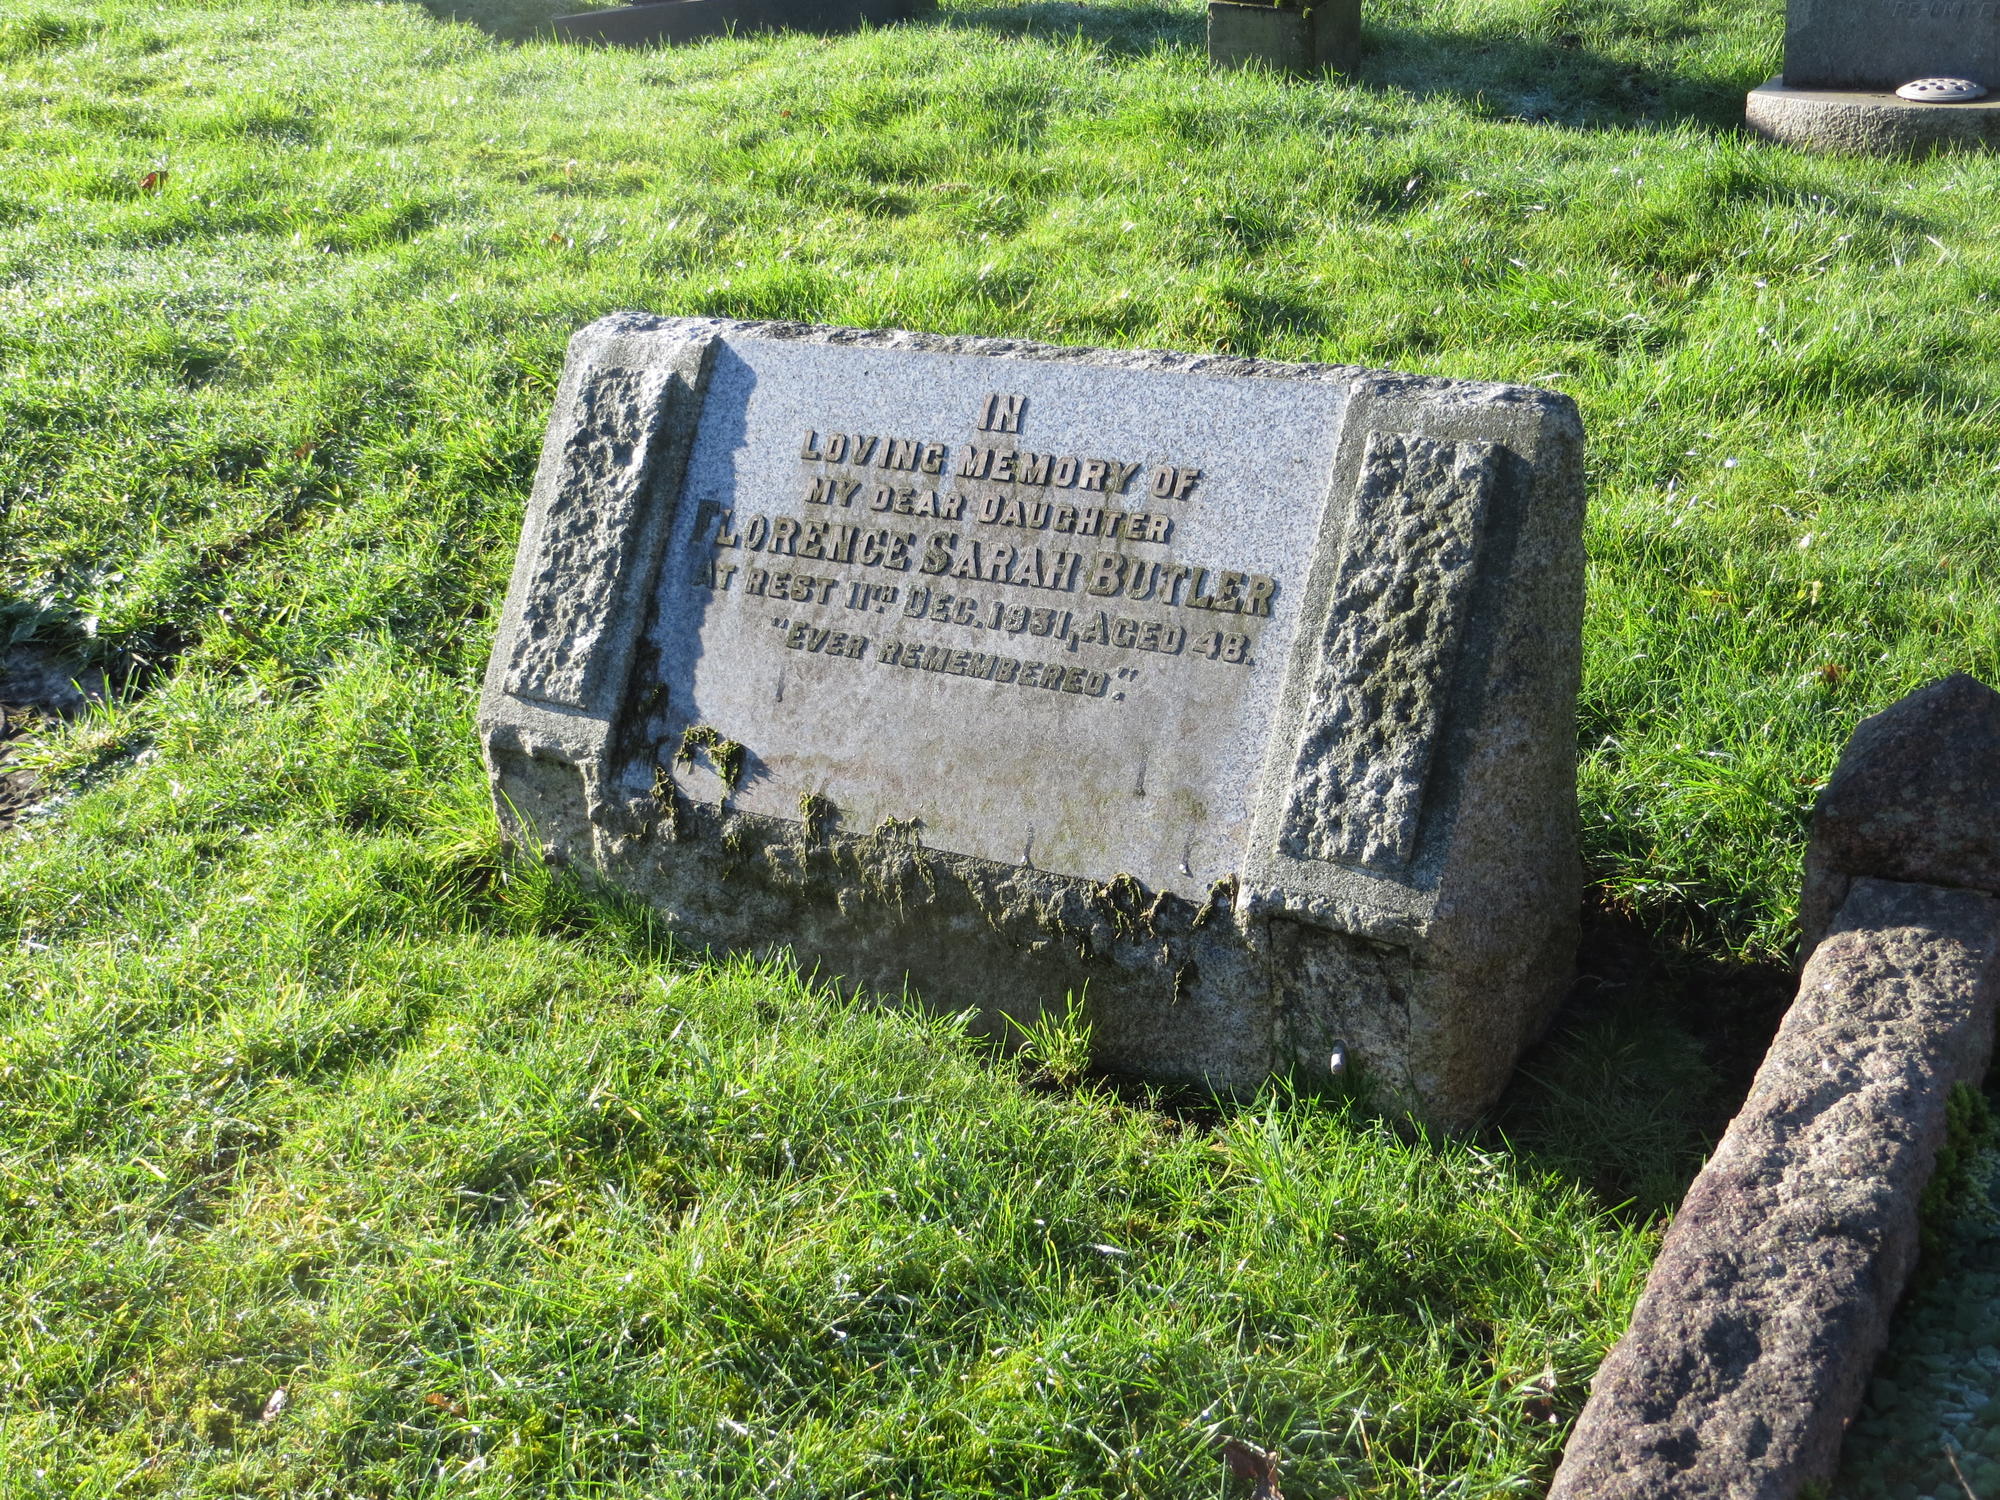 IN
LOVING MEMORY OF
MY DEAR DAUGHTER
FLORENCE SARAH BUTLER
AT REST 11TH DEC. 1931, AGED 48.
"EVER REMEMBERED".